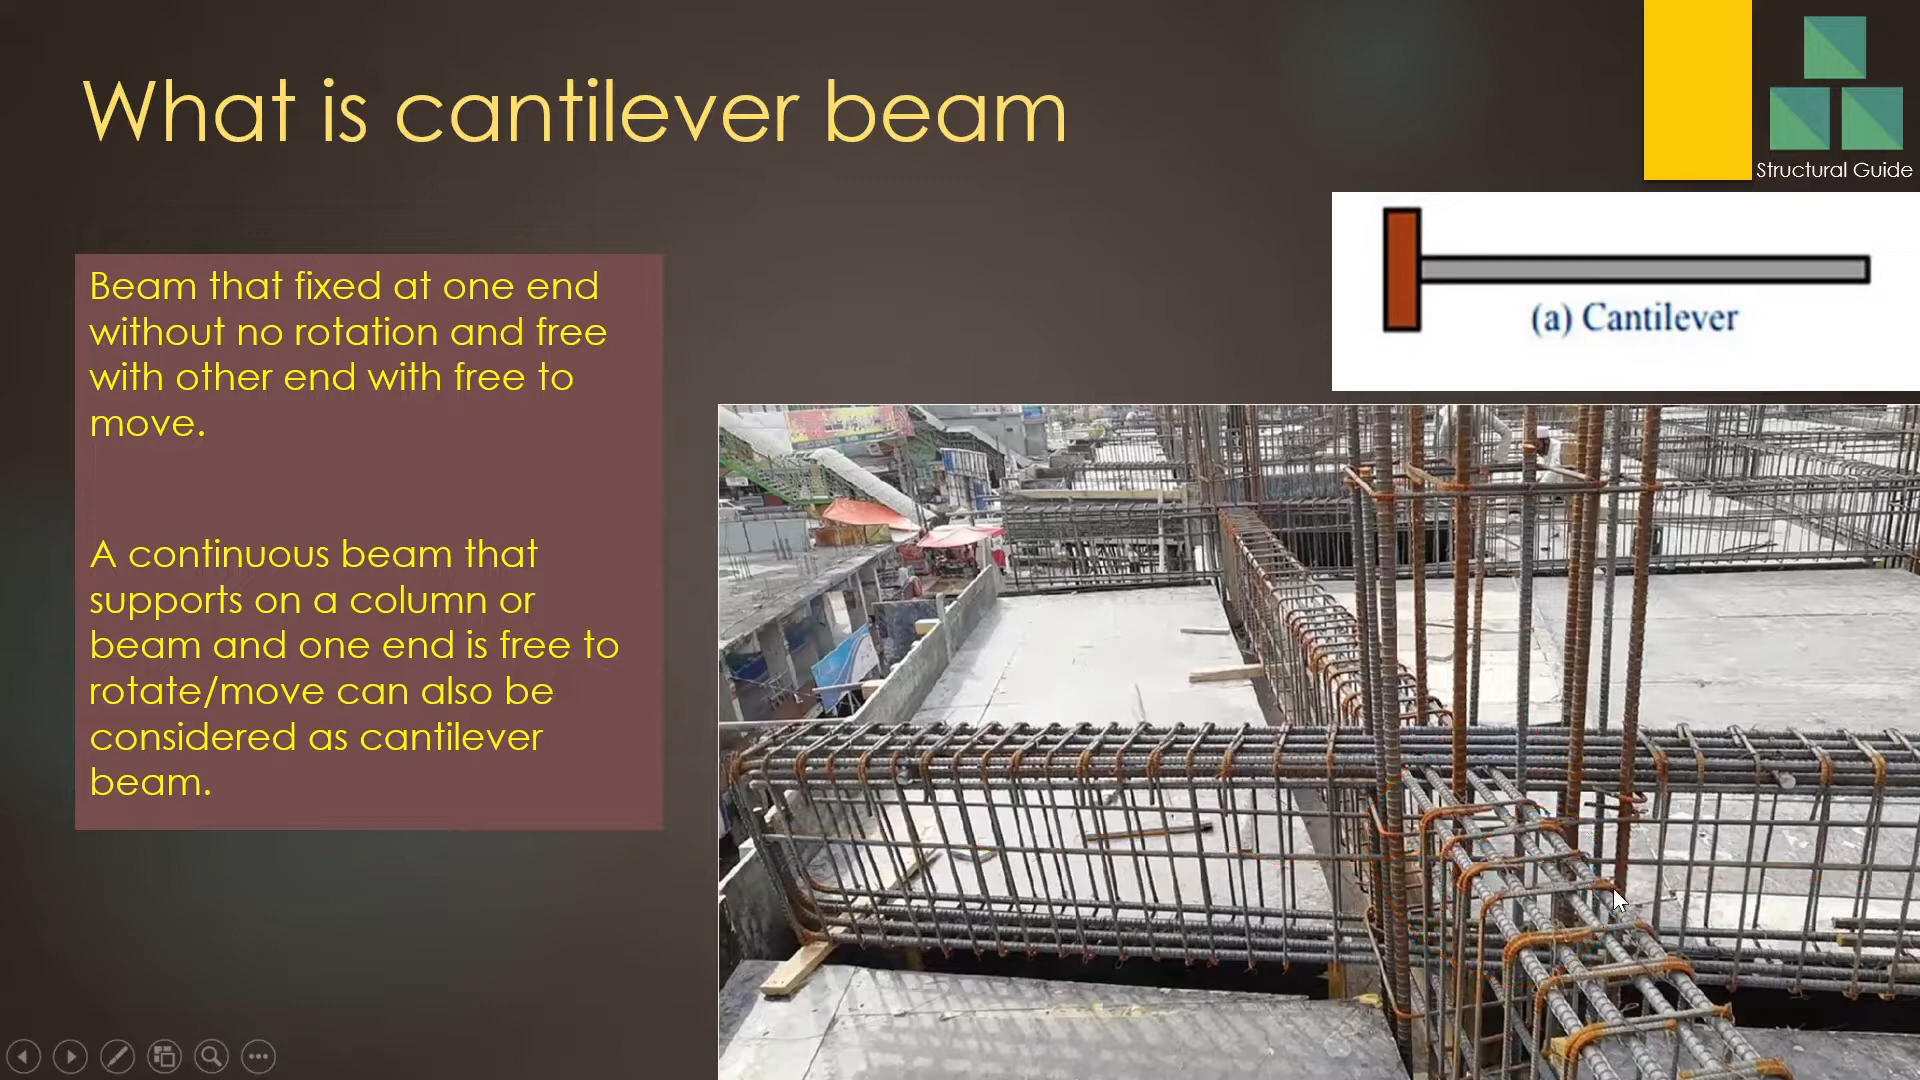 What is cantilever beam
Structural Guide
Beam that fixed at one end
without no rotation and free
with other end with free to
move.
A continuous beam that
supports on a column or
beam and one end is free to
rotate/move can also be
considered as cantilever
beam.
(a) Cantilever